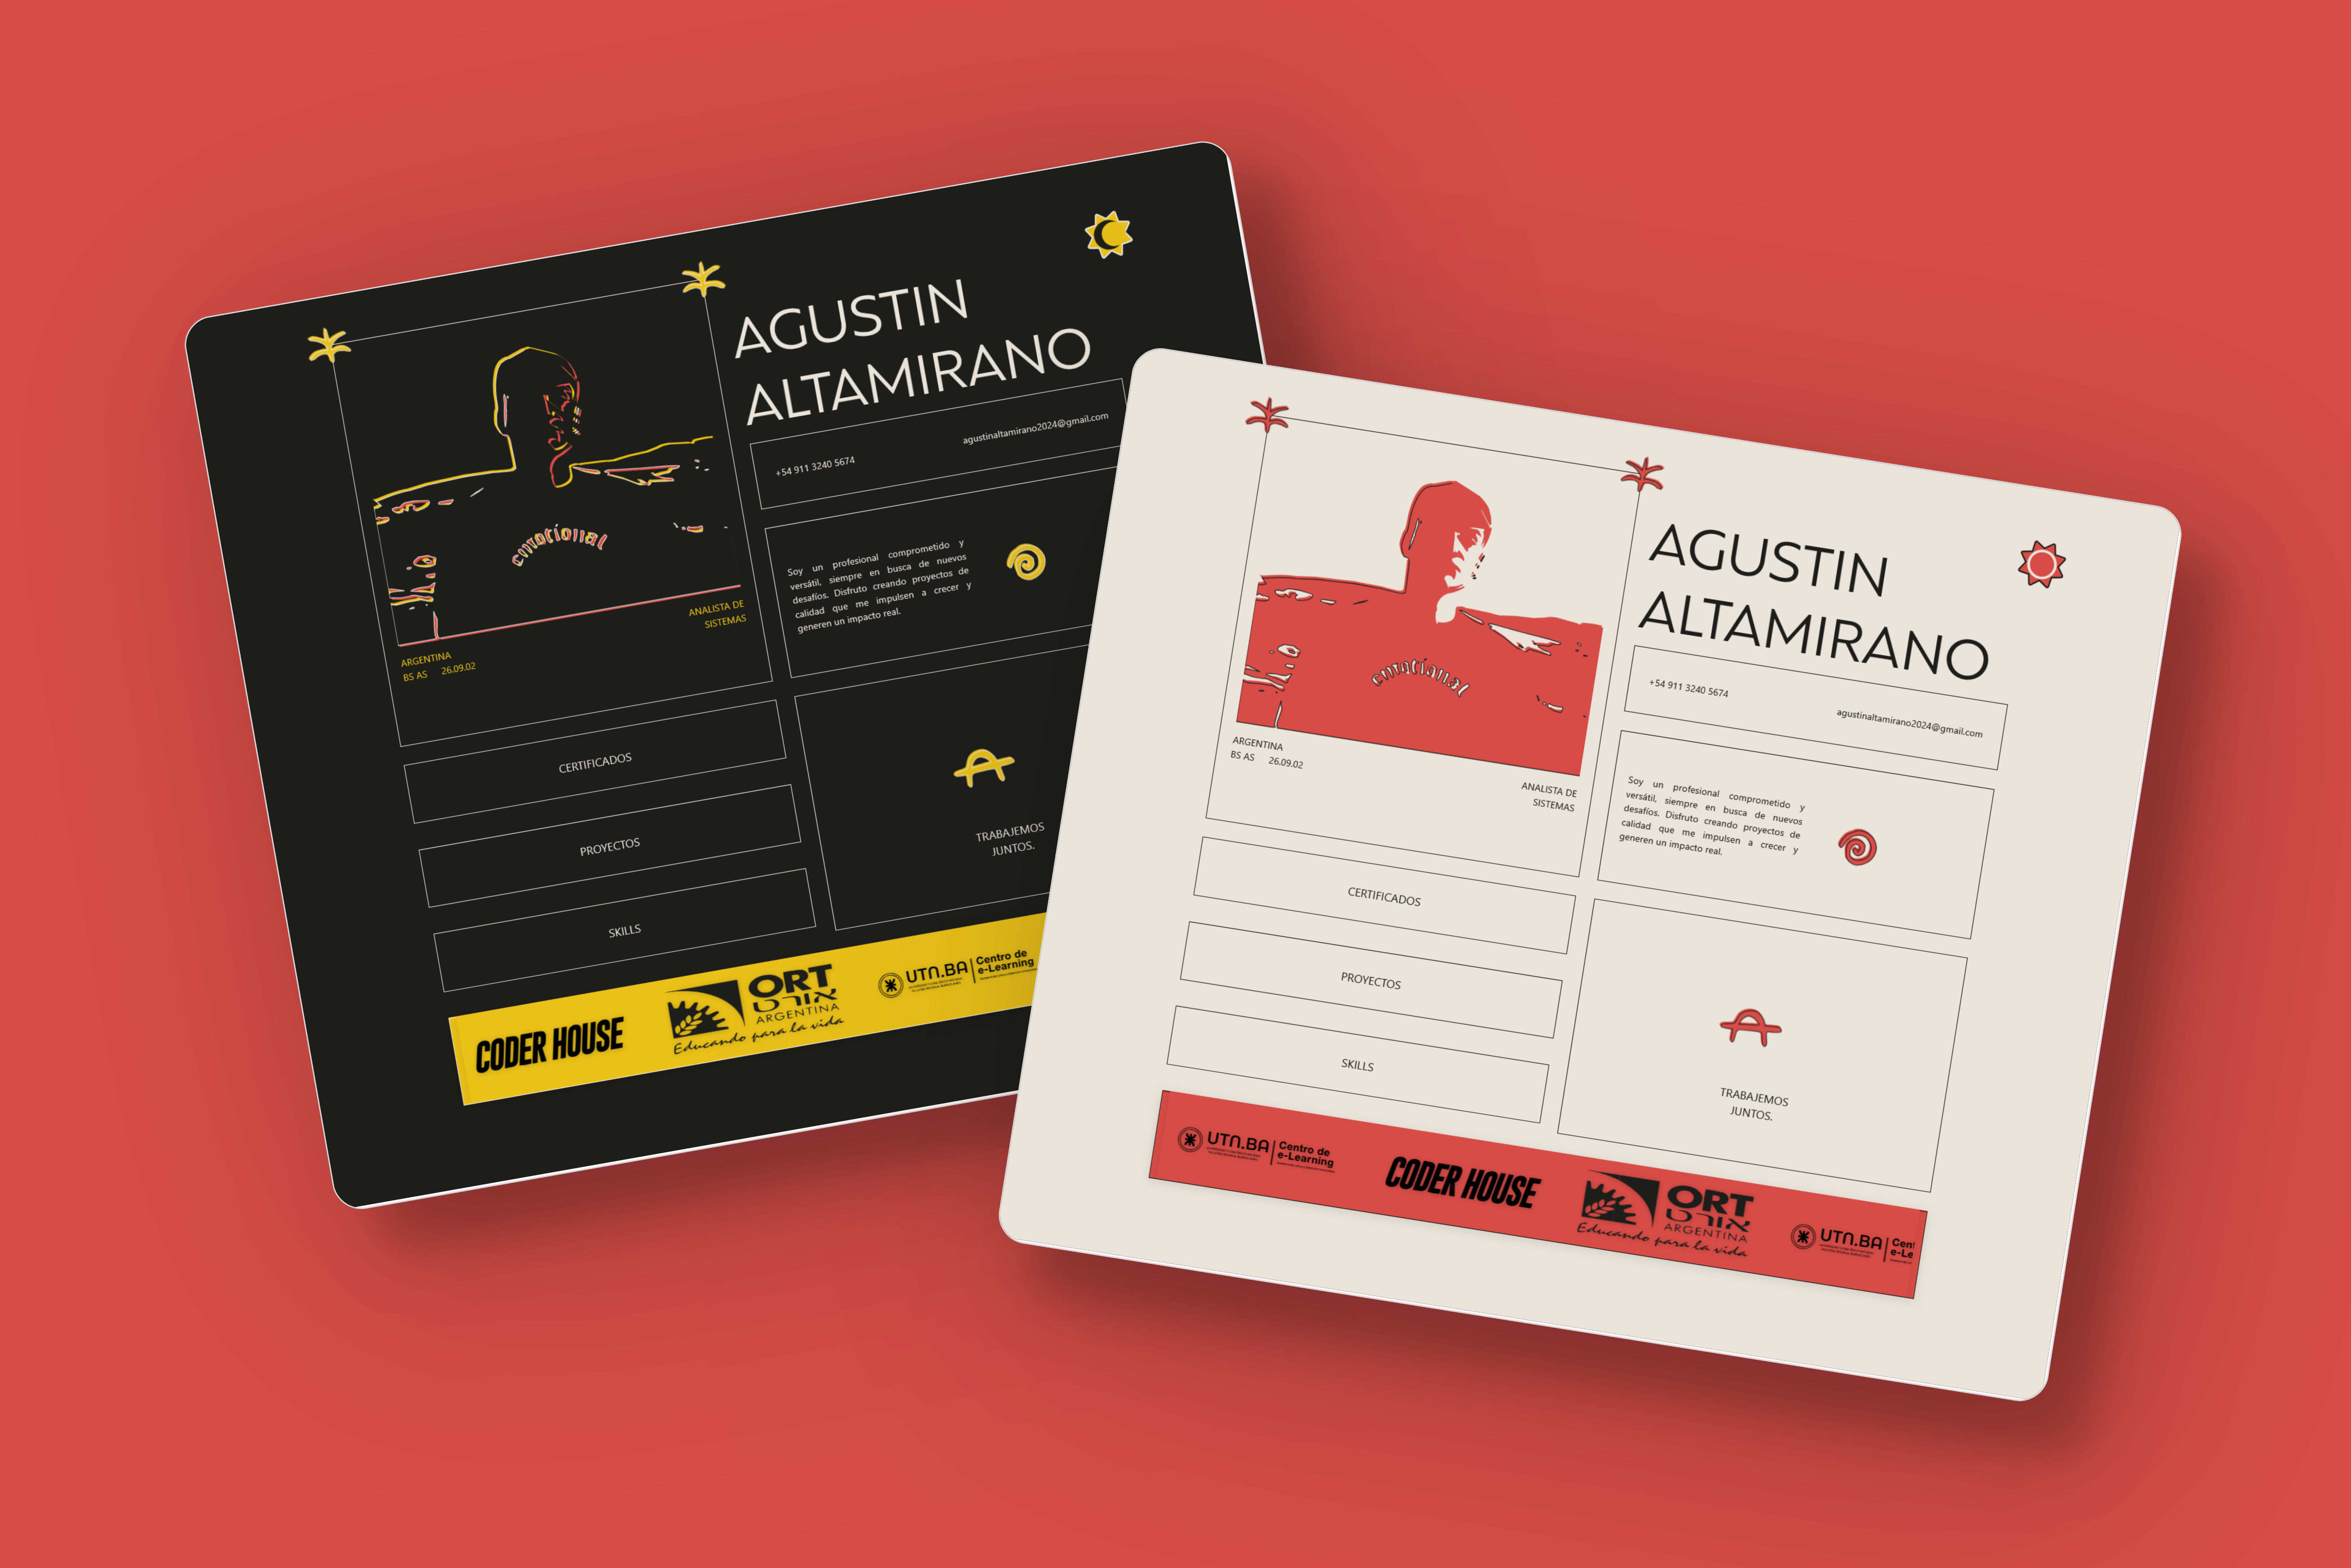 AGUSTIN
ALTAMIRANO
+54 911 3240 5674
agustinaltamirano2024@gmail.com
emotional
ANALISTA DE
SISTEMAS
ARGENTINA
BS AS 26.09.02
Soy un profesional comprometido y
versátil, siempre en busca de nuevos
desafíos. Disfruto creando proyectos de
calidad que me impulsen a crecer y
generen un impacto real.
CERTIFICADOS
PROYECTOS
SKILLS
TRABAJEMOS
JUNTOS.
CODER HOUSE
ORT
אורט
ARGENTINA
Educando para la vida
UTN.BA
Centro de
e-Learning
AGUSTIN
ALTAMIRANO
+54 911 3240 5674
agustinaltamirano2024@gmail.com
emotional
ARGENTINA
BS AS 26.09.02
ANALISTA DE
SISTEMAS
Soy un profesional comprometido y
versátil, siempre en busca de nuevos
desafíos. Disfruto creando proyectos de
calidad que me impulsen a crecer y
generen un impacto real.
CERTIFICADOS
PROYECTOS
SKILLS
TRABAJEMOS
JUNTOS.
UTN.BA
Centro de
e-Learning
CODER HOUSE
ORT
אורט
ARGENTINA
Educando para la vida
UTN.BA
Cent
e-Le